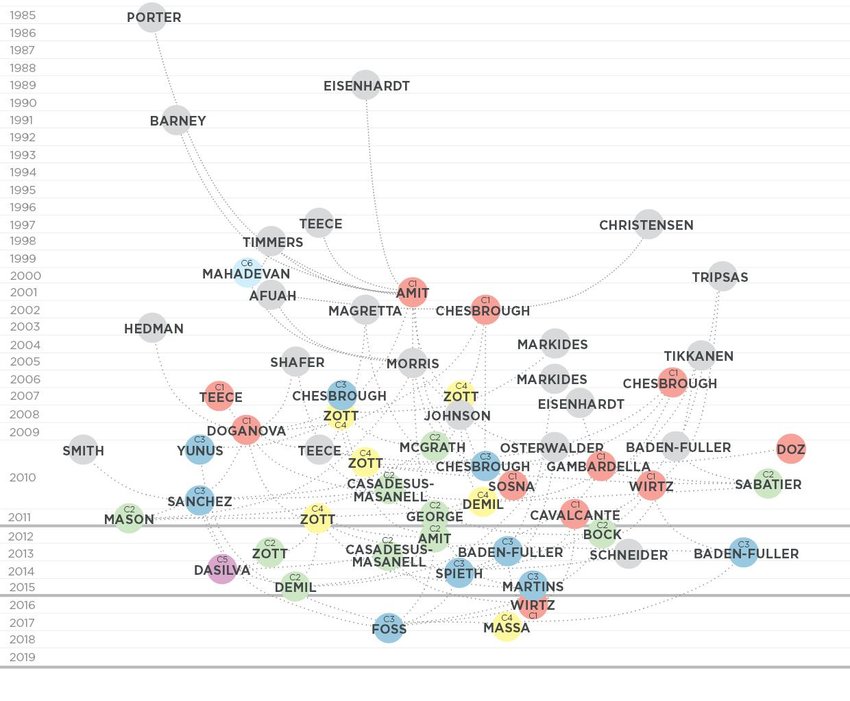 1985
PORTER
1986
1987
1988
1989
EISENHARDT
1990
1991
BARNEY
1992
1993
1994
1995
1996
1997
TEECE
CHRISTENSEN
1998
TIMMERS
1999
C6
MAHADEVAN
2000
TRIPSAS
2001
AFUAH
C1
AMIT
2002
MAGRETTA
C1
CHESBROUGH
2003
HEDMAN
2004
MARKIDES
2005
SHAFER
MORRIS
TIKKANEN
2006
MARKIDES
C1
CHESBROUGH
2007
C1
TEECE
C3
CHESBROUGH
C4
ZOTT
EISENHARDT
2008
ZOTT
C4
JOHNSON
2009
C1
DOGANOVA
SMITH
C3
YUNUS
TEECE
C2
MCGRATH
OSTERWALDER
BADEN-FULLER
DOZ
C4
ZOTT
C3
CHESBROUGH
C1
GAMBARDELLA
2010
C2
CASADESUS-
MASANELL
C1
SOSNA
C1
WIRTZ
C2
SABATIER
C3
SANCHEZ
C4
DEMIL
2011
C2
MASON
C4
ZOTT
C2
GEORGE
C1
CAVALCANTE
2012
C2
AMIT
C2
BOCK
2013
C2
ZOTT
C2
CASADESUS-
MASANELL
C3
BADEN-FULLER
SCHNEIDER
C3
BADEN-FULLER
2014
C5
DASILVA
C3
SPIETH
2015
C2
DEMIL
C3
MARTINS
2016
WIRTZ
C1
2017
C3
FOSS
C4
MASSA
2018
2019